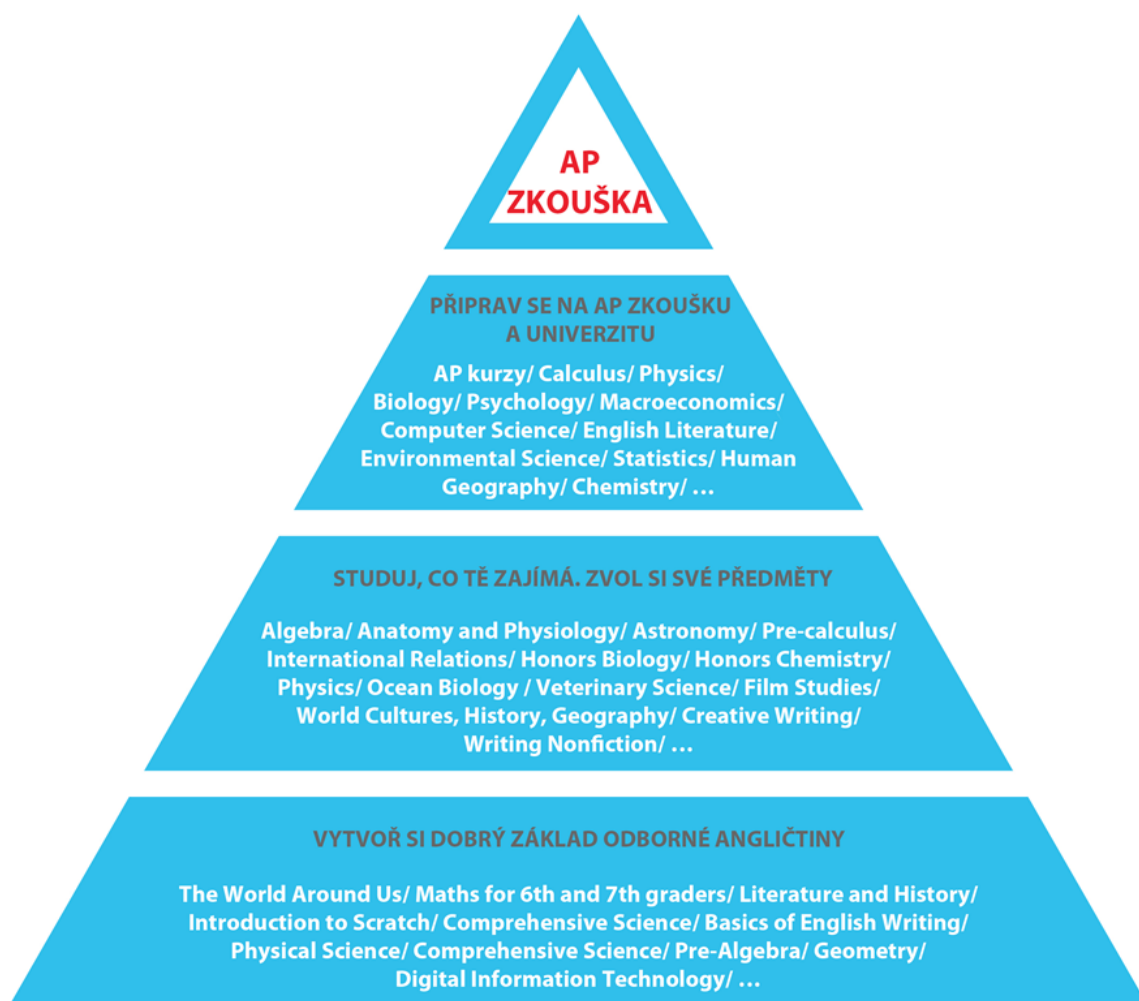 AP
ZKOUŠKA
PŘIPRAV SE NA AP ZKOUŠKU
A UNIVERZITU
AP kurzy/ Calculus/ Physics/
Biology/ Psychology/ Macroeconomics/
Computer Science/ English Literature/
Environmental Science/ Statistics/ Human
Geography/ Chemistry/ …
STUDUJ, CO TĚ ZAJÍMÁ. ZVOL SI SVÉ PŘEDMĚTY
Algebra/ Anatomy and Physiology/ Astronomy/ Pre-calculus/
International Relations/ Honors Biology/ Honors Chemistry/
Physics/ Ocean Biology / Veterinary Science/ Film Studies/
World Cultures, History, Geography/ Creative Writing/
Writing Nonfiction/ …
VYTVOŘ SI DOBRÝ ZÁKLAD ODBORNÉ ANGLIČTINY
The World Around Us/ Maths for 6th and 7th graders/ Literature and History/
Introduction to Scratch/ Comprehensive Science/ Basics of English Writing/
Physical Science/ Comprehensive Science/ Pre-Algebra/ Geometry/
Digital Information Technology/ …